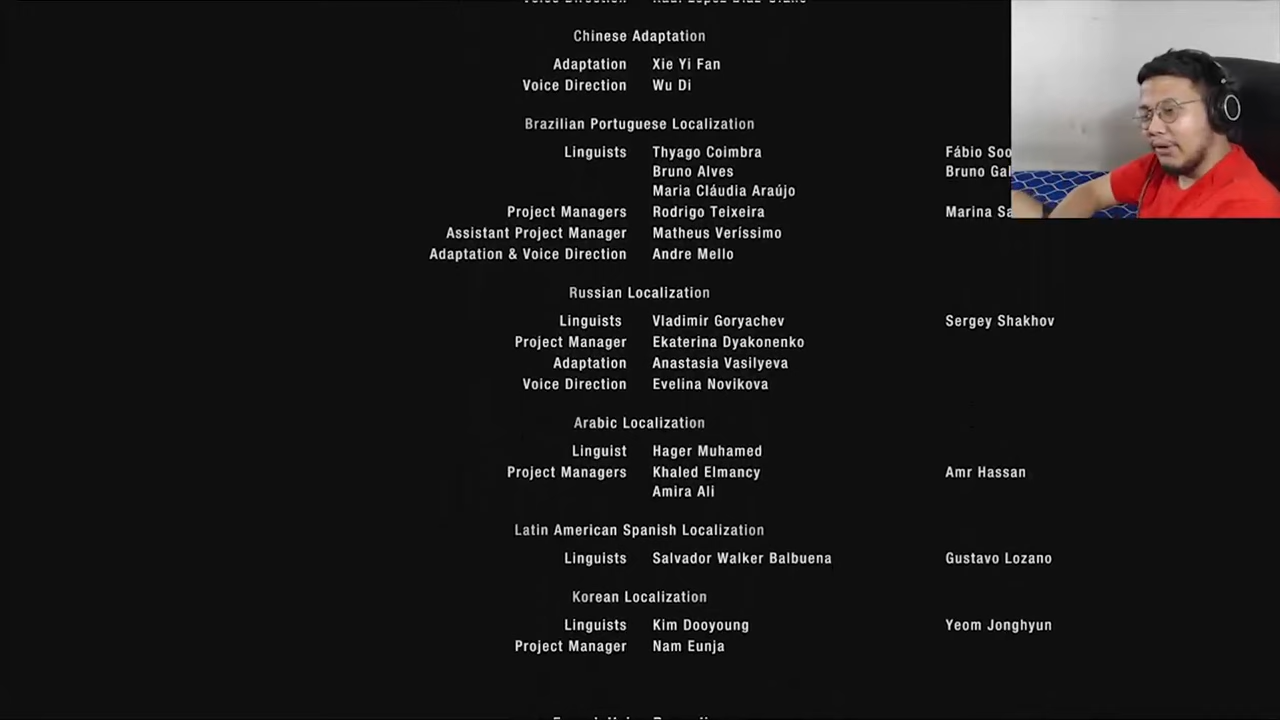 Chinese Adaptation
Adaptation Xie Yi Fan
Voice Direction Wu Di
Brazilian Portuguese Localization
Linguists Thyago Coimbra Fábio
Bruno Alves Bruno
Maria Cláudia Araújo
Project Managers Rodrigo Teixeira Marina
Assistant Project Manager Matheus Veríssimo
Adaptation & Voice Direction Andre Mello
Russian Localization
Linguists Vladimir Goryachev Sergey Shakhov
Project Manager Ekaterina Dyakonenko
Adaptation Anastasia Vasilyeva
Voice Direction Evelina Novikova
Arabic Localization
Linguist Hager Muhamed
Project Managers Khaled Elmancy Amr Hassan
Amira Ali
Latin American Spanish Localization
Linguists Salvador Walker Balbuena Gustavo Lozano
Korean Localization
Linguists Kim Dooyoung Yeom Jonghyun
Project Manager Nam Eunja